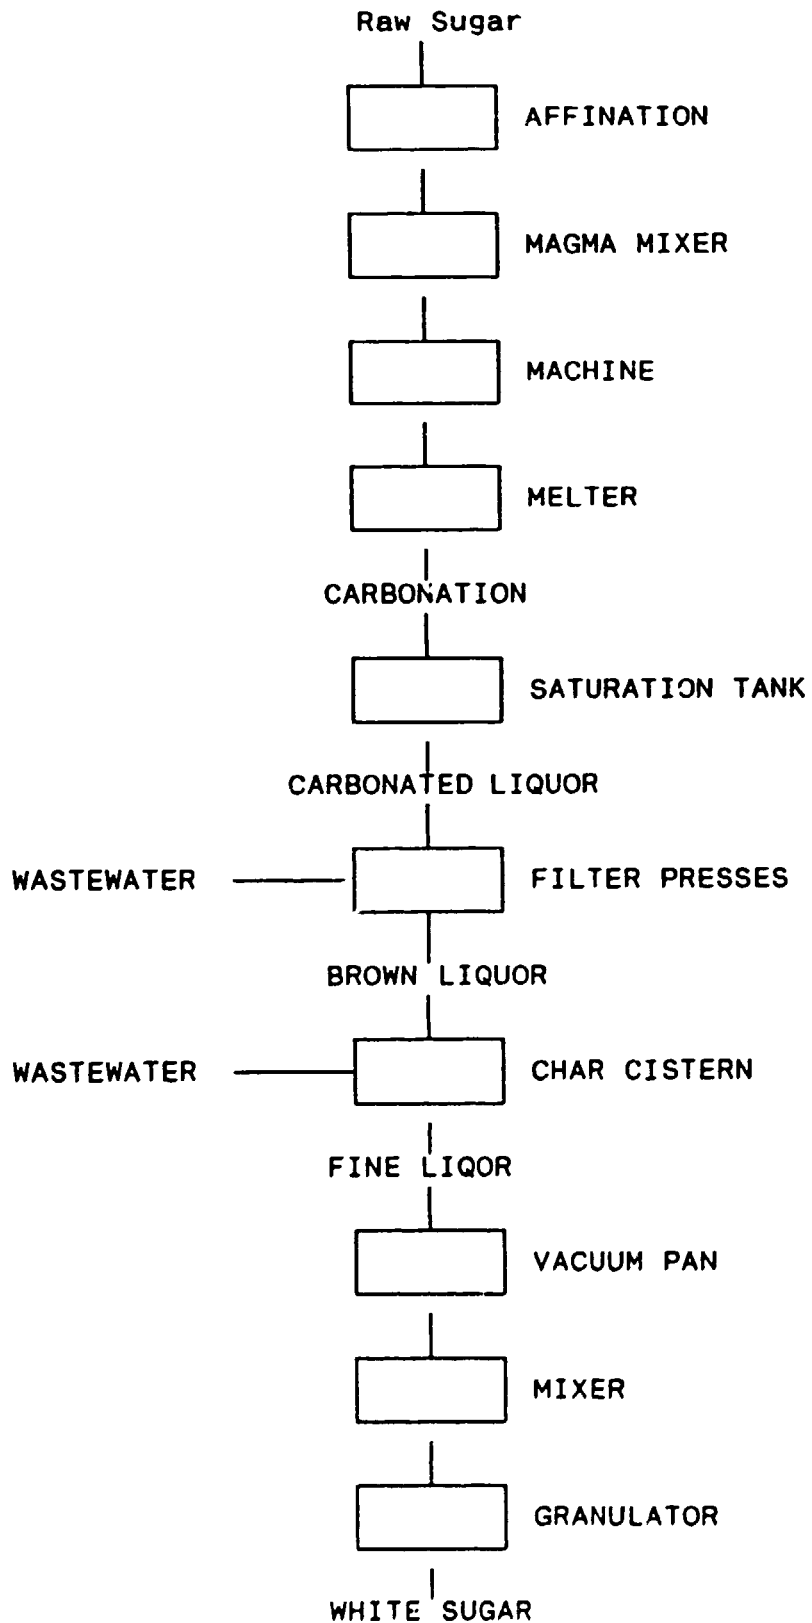 Raw Sugar
AFFINATION
MAGMA MIXER
MACHINE
MELTER
CARBONATION
SATURATION TANK
CARBONATED LIQUOR
WASTEWATER
FILTER PRESSES
BROWN LIQUOR
WASTEWATER
CHAR CISTERN
FINE LIQOR
VACUUM PAN
MIXER
GRANULATOR
WHITE SUGAR